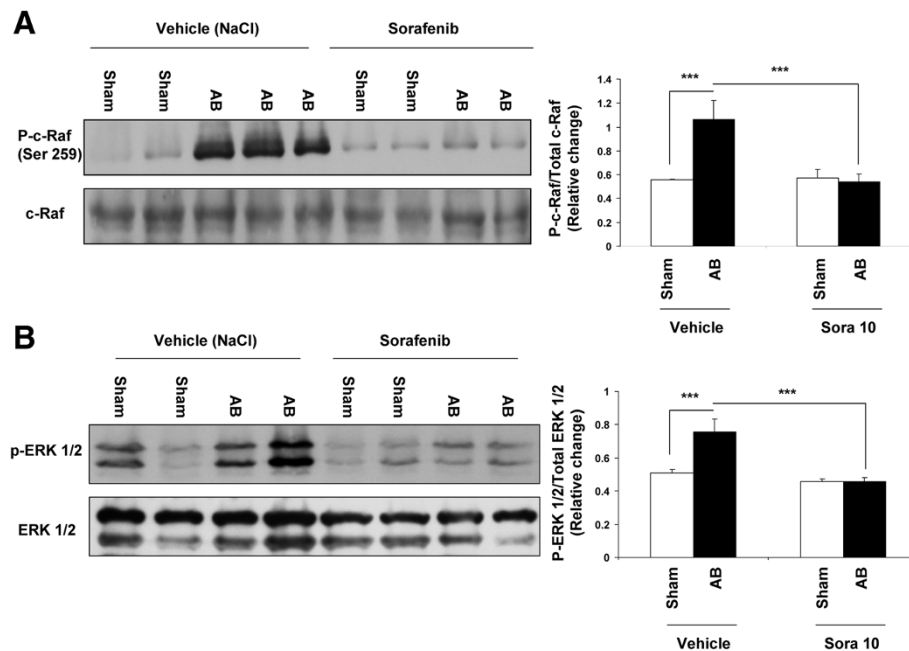 A
Vehicle (NaCl)
Sorafenib
Sham
Sham
AB
AB
AB
Sham
Sham
AB
AB
P-c-Raf
(Ser 259)
c-Raf
P-c-Raf/Total c-Raf
(Relative change)
1.4
1.2
1
0.8
0.6
0.4
0.2
0
***
***
Sham
AB
Sham
AB
Vehicle
Sora 10
B
Vehicle (NaCl)
Sorafenib
Sham
Sham
AB
AB
Sham
Sham
AB
AB
p-ERK 1/2
ERK 1/2
P-ERK 1/2/Total ERK 1/2
(Relative change)
1
0.8
0.6
0.4
0.2
0
***
***
Sham
AB
Sham
AB
Vehicle
Sora 10